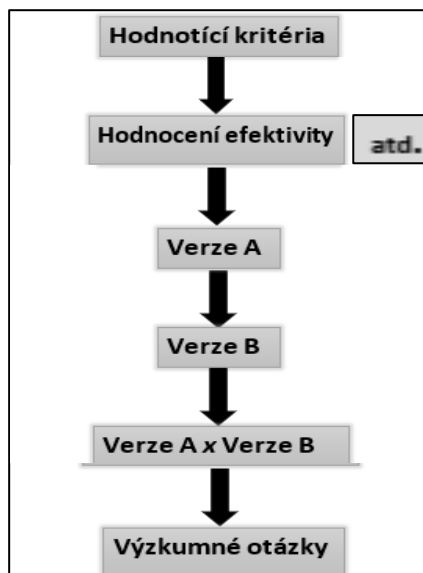 Hodnotící kritéria
Hodnocení efektivity
atd.
Verze A
Verze B
Verze A x Verze B
Výzkumné otázky